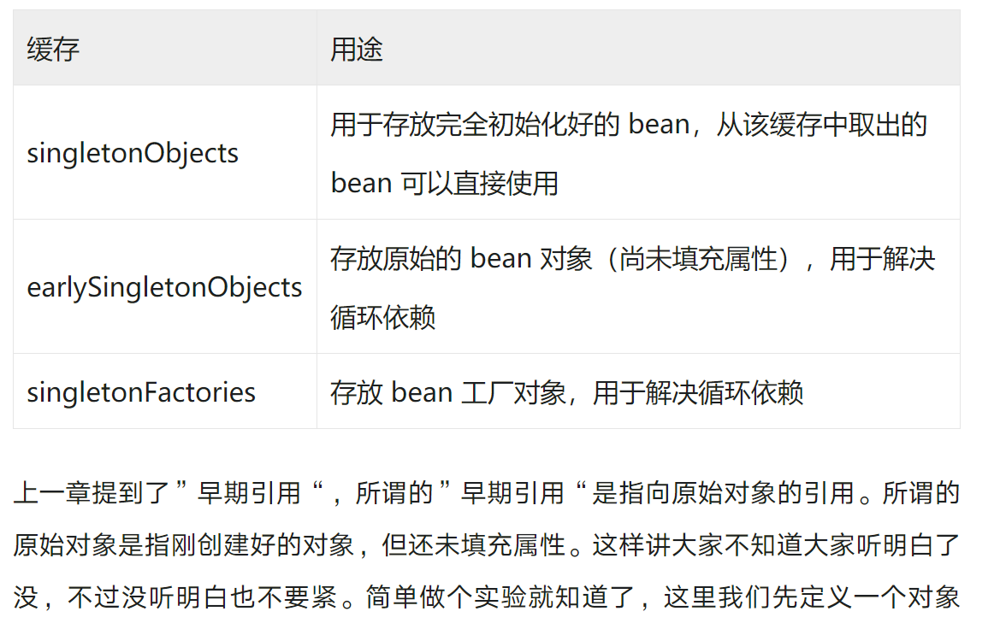 缓存
用途
singletonObjects
用于存放完全初始化好的 bean，从该缓存中取出的
bean 可以直接使用
earlySingletonObjects
存放原始的 bean 对象（尚未填充属性），用于解决
循环依赖
singletonFactories
存放 bean 工厂对象，用于解决循环依赖
上一章提到了”早期引用“，所谓的”早期引用“是指向原始对象的引用。所谓的
原始对象是指刚创建好的对象，但还未填充属性。这样讲大家不知道大家听明白了
没，不过没听明白也不要紧。简单做个实验就知道了，这里我们先定义一个对象